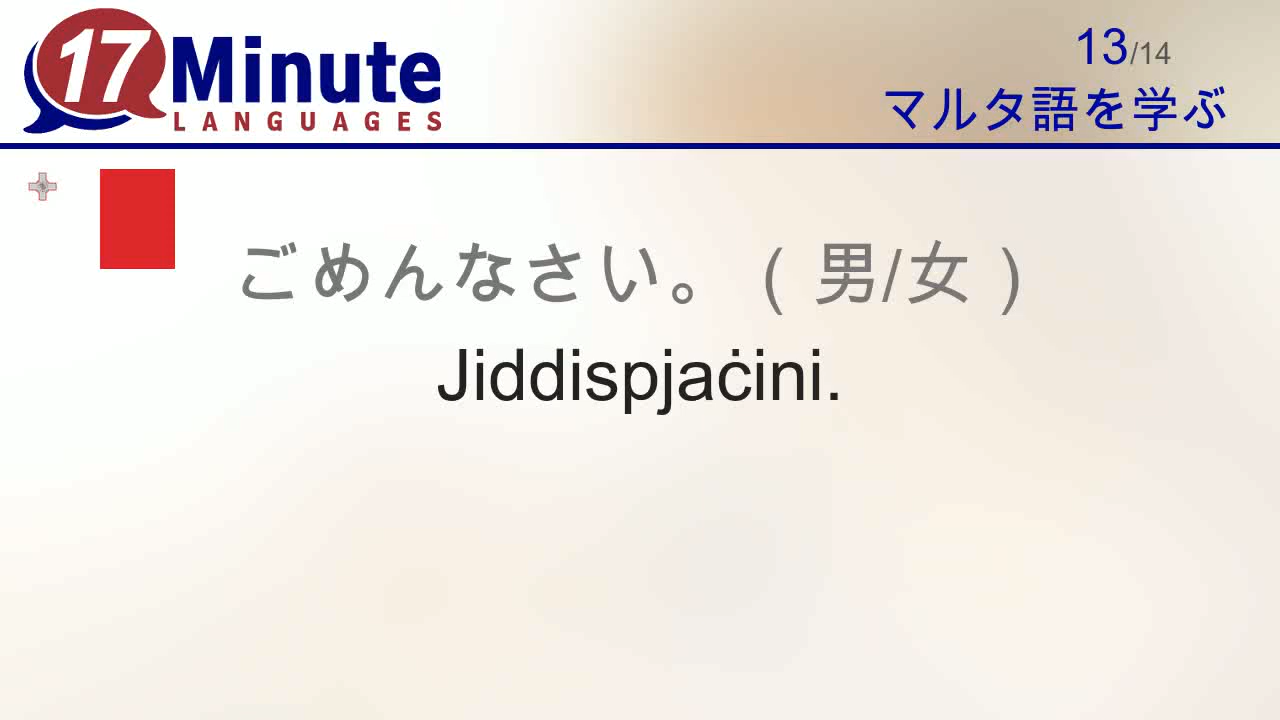 17 Minute
LANGUAGES
13/14
マルタ語を学ぶ
ごめんなさい。（男/女）
Jiddispjaċini.